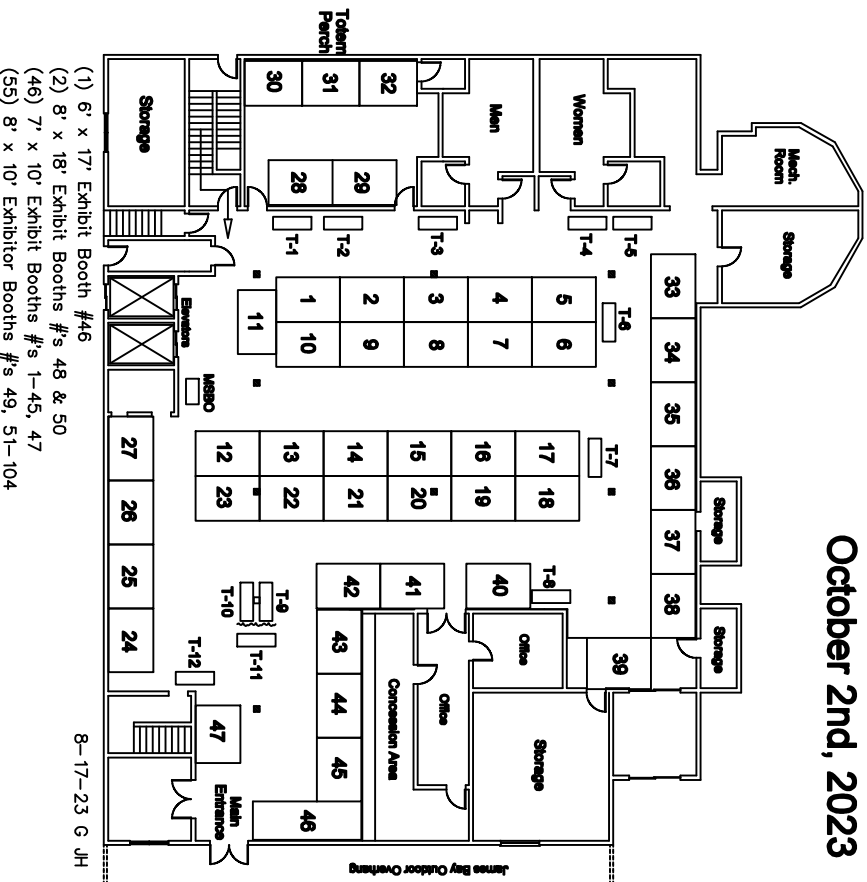 October 2nd, 2023
Mech.
Room
Storage
Women
Men
Totem
Perch
Storage
30
31
32
28
29
T-1
T-2
T-3
T-4
T-5
33
34
35
36
37
38
39
Storage
Storage
1
2
3
4
5
T-6
11
10
9
8
7
6
Elevators
MSBO
12
13
14
15
16
17
T-7
23
22
21
20
19
18
27
26
25
24
T-9
T-10
T-11
T-12
42
41
40
T-8
43
44
45
46
47
Concession Area
Office
Office
Storage
Main
Entrance
James Bay Outdoor Overhang
(1) 6' x 17' Exhibit Booth #46
(2) 8' x 18' Exhibit Booths #'s 48 & 50
(46) 7' x 10' Exhibit Booths #'s 1-45, 47
(55) 8' x 10' Exhibitor Booths #'s 49, 51-104
8-17-23 G JH